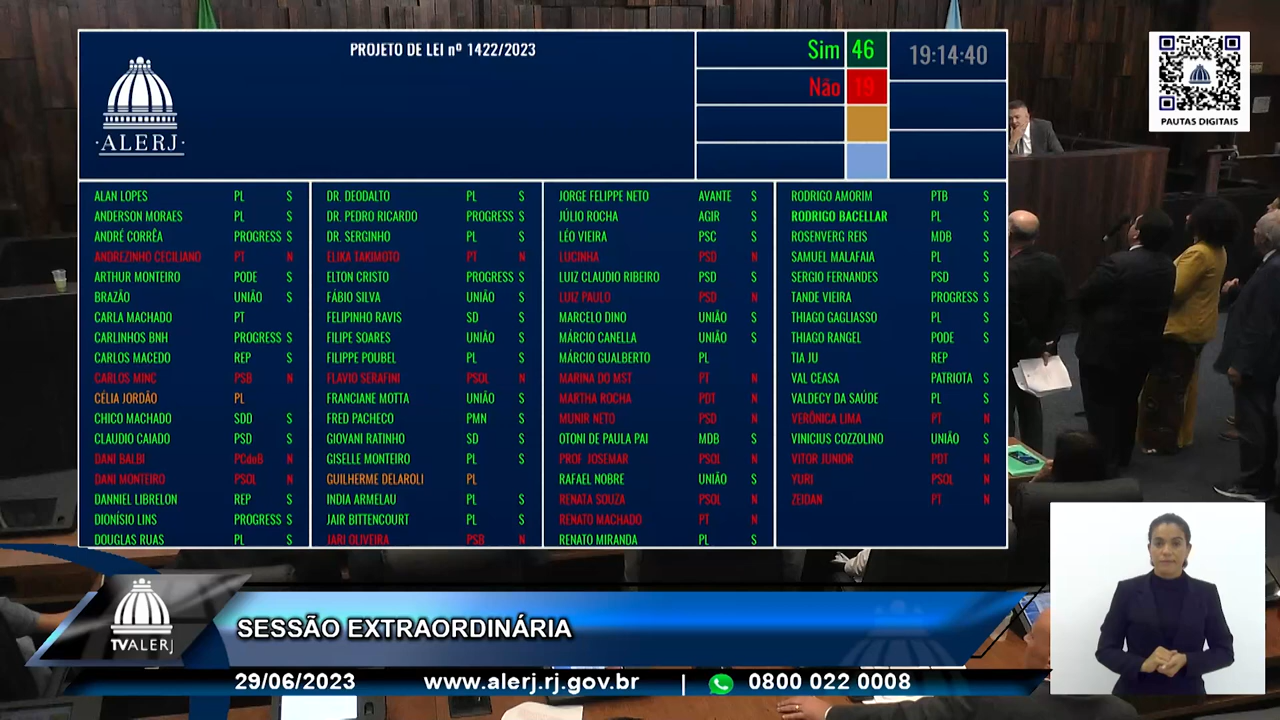 PROJETO DE LEI nº 1422/2023
Sim 46
Não 19
19:14:40
·ALERJ·
PAUTAS DIGITAIS
ALAN LOPES PL S
ANDERSON MORAES PL S
ANDRÉ CORRÊA PROGRESS S
ANDREZINHO CECILIANO PT N
ARTHUR MONTEIRO PODE S
BRAZÃO UNIÃO S
CARLA MACHADO PT
CARLINHOS BNH PROGRESS S
CARLOS MACEDO REP S
CARLOS MINC PSB N
CÉLIA JORDÃO PL
CHICO MACHADO SDD S
CLAUDIO CAIADO PSD S
DANI BALBI PCdoB N
DANI MONTEIRO PSOL N
DANNIEL LIBRELON REP S
DIONÍSIO LINS PROGRESS S
DOUGLAS RUAS PL S
DR. DEODALTO PL S
DR. PEDRO RICARDO PROGRESS S
DR. SERGINHO PL S
ELIKA TAKIMOTO PT N
ELTON CRISTO PROGRESS S
FÁBIO SILVA UNIÃO S
FELIPINHO RAVIS SD S
FILIPE SOARES UNIÃO S
FILIPPE POUBEL PL S
FLAVIO SERAFINI PSOL N
FRANCIANE MOTTA UNIÃO S
FRED PACHECO PMN S
GIOVANI RATINHO SD S
GISELLE MONTEIRO PL S
GUILHERME DELAROLI PL
INDIA ARMELAU PL S
JAIR BITTENCOURT PL S
JARI OLIVEIRA PSB N
JORGE FELIPPE NETO AVANTE S
JÚLIO ROCHA AGIR S
LÉO VIEIRA PSC S
LUCINHA PSD N
LUIZ CLAUDIO RIBEIRO PSD S
LUIZ PAULO PSD N
MARCELO DINO UNIÃO S
MÁRCIO CANELLA UNIÃO S
MÁRCIO GUALBERTO PL
MARINA DO MST PT N
MARTHA ROCHA PDT N
MUNIR NETO PSD N
OTONI DE PAULA PAI MDB S
PROF. JOSEMAR PSOL N
RAFAEL NOBRE UNIÃO S
RENATA SOUZA PSOL N
RENATO MACHADO PT N
RENATO MIRANDA PL S
RODRIGO AMORIM PTB S
RODRIGO BACELLAR PL S
ROSENVERG REIS MDB S
SAMUEL MALAFAIA PL S
SERGIO FERNANDES PSD S
TANDE VIEIRA PROGRESS S
THIAGO GAGLIASSO PL S
THIAGO RANGEL PODE S
TIA JU REP
VAL CEASA PATRIOTA S
VALDECY DA SAÚDE PL S
VERÔNICA LIMA PT N
VINICIUS COZZOLINO UNIÃO S
VITOR JUNIOR PDT N
YURI PSOL N
ZEIDAN PT N
TVALERJ
SESSÃO EXTRAORDINÁRIA
29/06/2023 www.alerj.rj.gov.br | 0800 022 0008